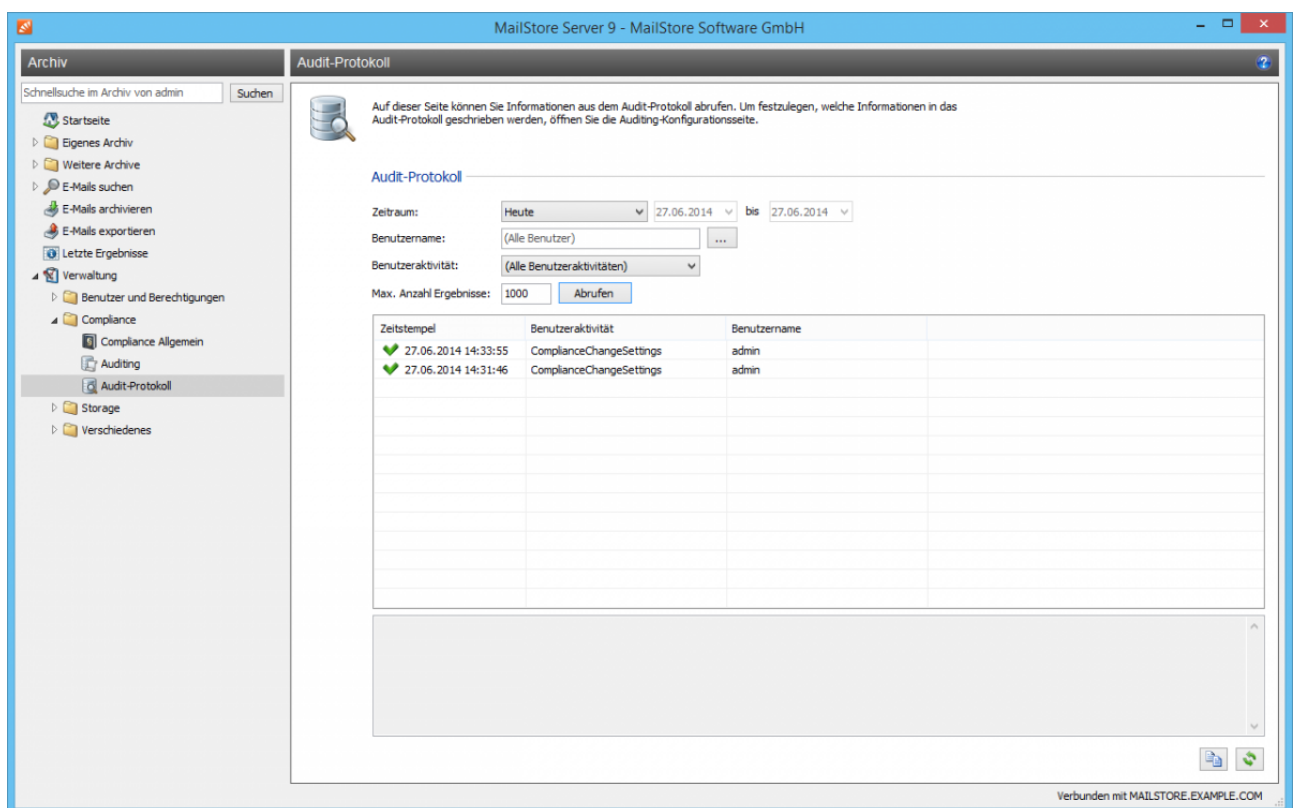 MailStore Server 9 - MailStore Software GmbH
Archiv
Audit-Protokoll
Schnellsuche im Archiv von admin
Suchen
Startseite
Eigenes Archiv
Weitere Archive
E-Mails suchen
E-Mails archivieren
E-Mails exportieren
Letzte Ergebnisse
Verwaltung
Benutzer und Berechtigungen
Compliance
Compliance Allgemein
Auditing
Audit-Protokoll
Storage
Verschiedenes
Auf dieser Seite können Sie Informationen aus dem Audit-Protokoll abrufen. Um festzulegen, welche Informationen in das
Audit-Protokoll geschrieben werden, öffnen Sie die Auditing-Konfigurationsseite.
Audit-Protokoll
Zeitraum: Heute 27.06.2014 bis 27.06.2014
Benutzername: (Alle Benutzer) ...
Benutzeraktivität: (Alle Benutzeraktivitäten)
Max. Anzahl Ergebnisse: 1000 Abrufen
Zeitstempel Benutzeraktivität Benutzername
27.06.2014 14:33:55 ComplianceChangeSettings admin
27.06.2014 14:31:46 ComplianceChangeSettings admin
Verbunden mit MAILSTORE.EXAMPLE.COM